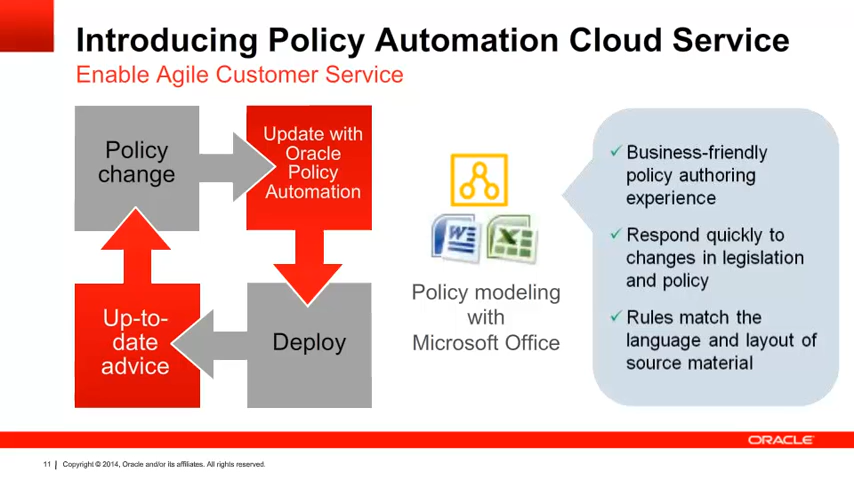 Introducing Policy Automation Cloud Service
Enable Agile Customer Service
Policy
change
Update with
Oracle
Policy
Automation
Up-to-
date
advice
Deploy
Policy modeling
with
Microsoft Office
Business-friendly
policy authoring
experience
Respond quickly to
changes in legislation
and policy
Rules match the
language and layout of
source material
ORACLE
11 | Copyright © 2014, Oracle and/or its affiliates. All rights reserved.